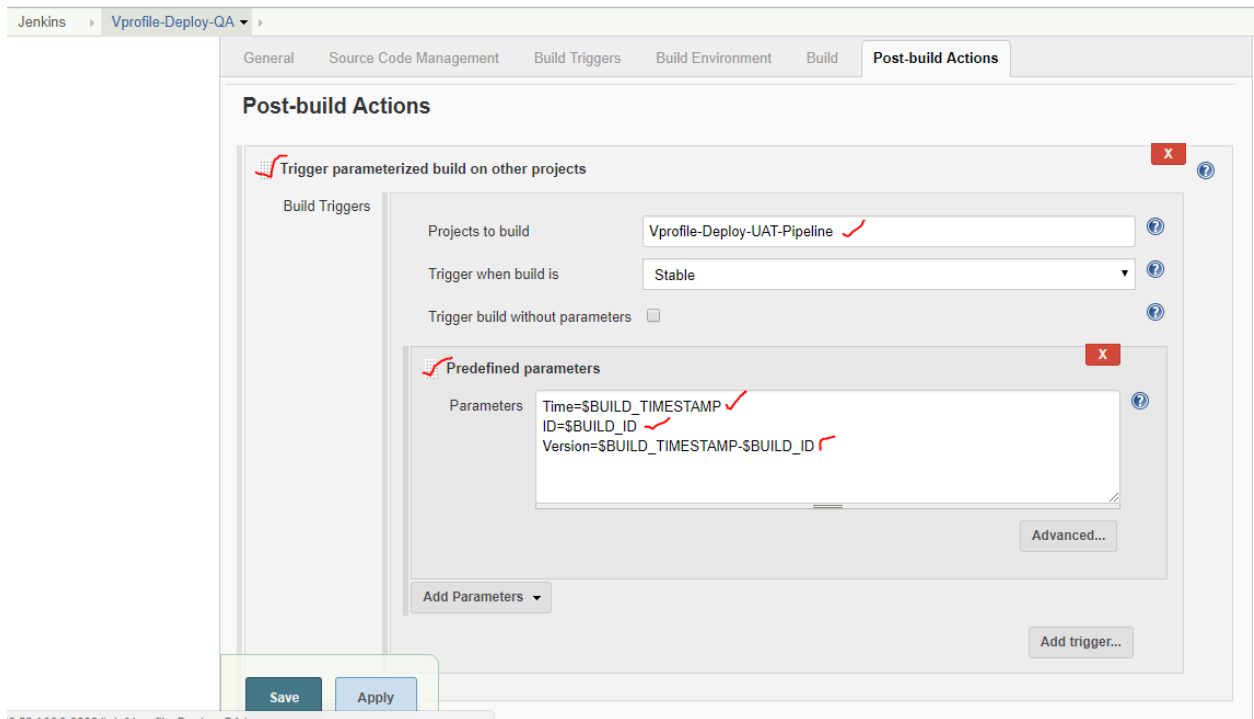 Jenkins Vprofile-Deploy-QA
General Source Code Management Build Triggers Build Environment Build Post-build Actions
Post-build Actions
X
Trigger parameterized build on other projects
Build Triggers
Projects to build Vprofile-Deploy-UAT-Pipeline
Trigger when build is Stable
Trigger build without parameters
X
Predefined parameters
Parameters Time=$BUILD_TIMESTAMP
ID=$BUILD_ID
Version=$BUILD_TIMESTAMP-$BUILD_ID
Advanced...
Add Parameters
Add trigger...
Save Apply